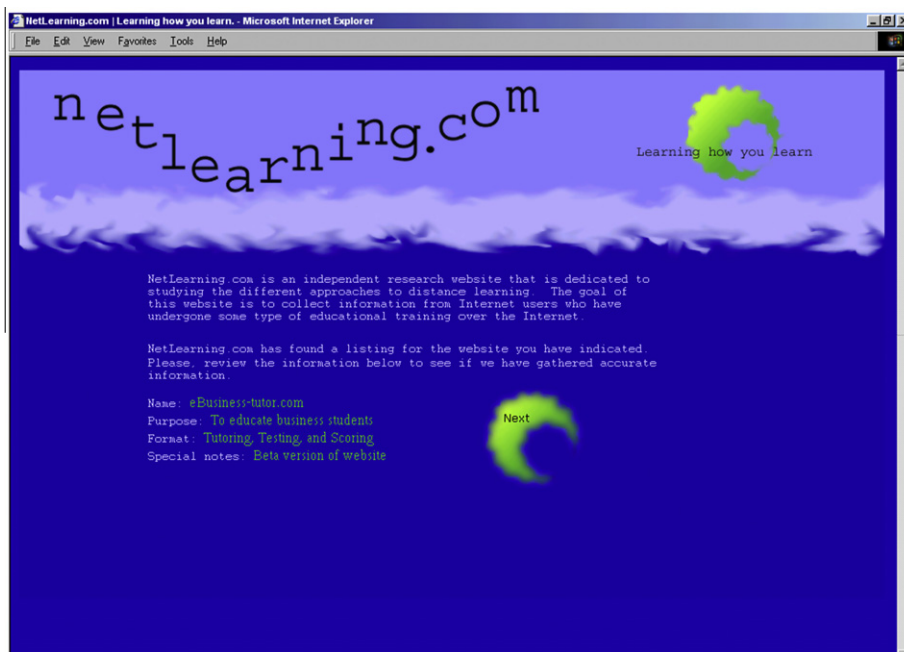 NetLearning.com | Learning how you learn. - Microsoft Internet Explorer
File Edit View Favorites Tools Help
netlearning.com
Learning how you learn
NetLearning.com is an independent research website that is dedicated to
studying the different approaches to distance learning. The goal of
this website is to collect information from Internet users who have
undergone some type of educational training over the Internet.
NetLearning.com has found a listing for the website you have indicated.
Please, review the information below to see if we have gathered accurate
information.
Name: eBusiness-tutor.com
Purpose: To educate business students
Format: Tutoring, Testing, and Scoring
Special notes: Beta version of website
Next